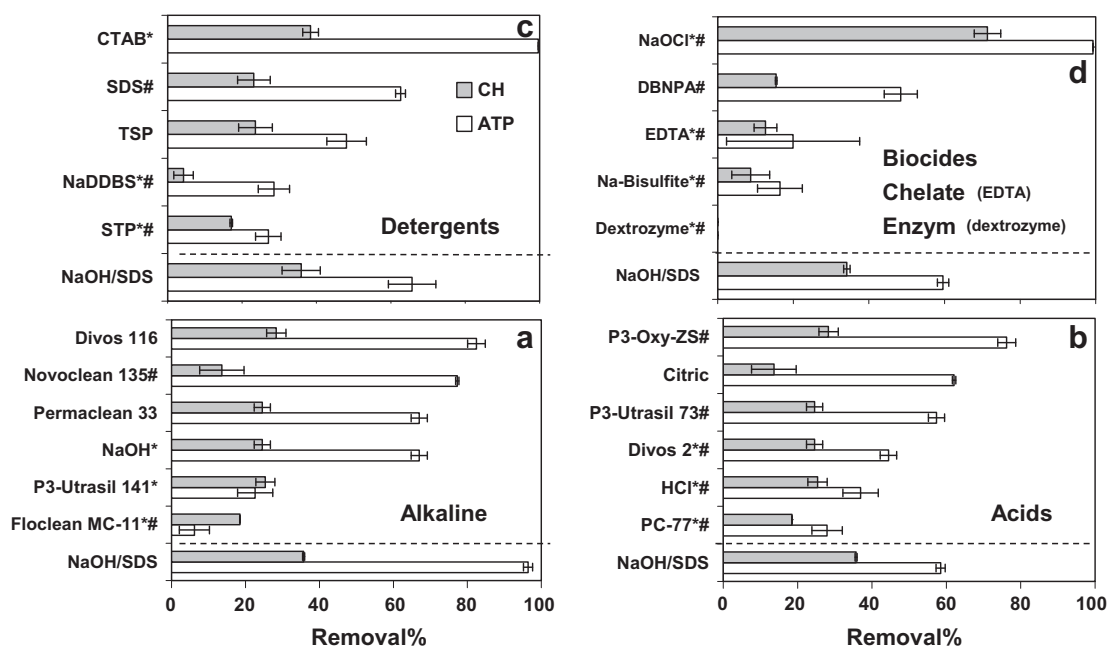 c
CTAB*
SDS#
TSP
NaDDBS*#
STP*#
NaOH/SDS
CH
ATP
Detergents
d
NaOCl*#
DBNPA#
EDTA*#
Na-Bisulfite*#
Dextrozyme*#
NaOH/SDS
Biocides
Chelate (EDTA)
Enzym (dextrozyme)
a
Divos 116
Novoclean 135#
Permaclean 33
NaOH*
P3-Utrasil 141*
Floclean MC-11*#
NaOH/SDS
Alkaline
0 20 40 60 80 100
Removal%
b
P3-Oxy-ZS#
Citric
P3-Utrasil 73#
Divos 2*#
HCl*#
PC-77*#
NaOH/SDS
Acids
0 20 40 60 80 100
Removal%